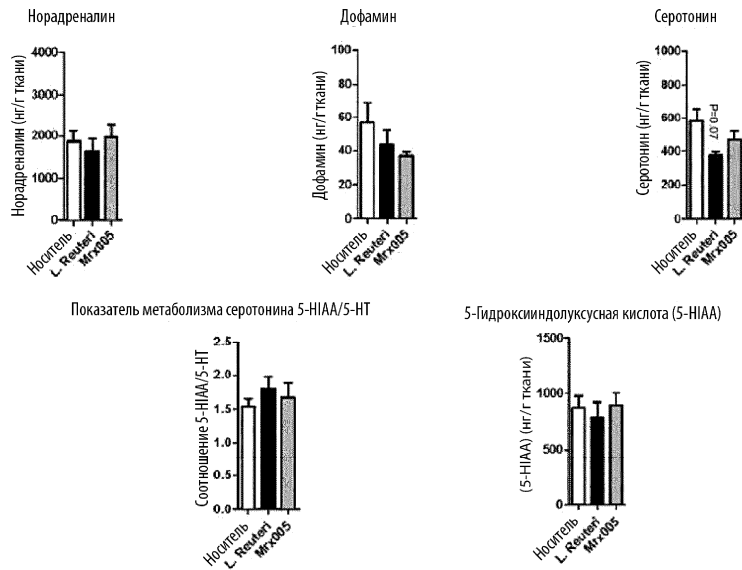 Норадреналин
Норадреналин (нг/г ткани)
4000
3000
2000
1000
0
Носитель
L. Reuteri
Mrx005
Дофамин
Дофамин (нг/г ткани)
100
80
60
40
20
0
Носитель
L. Reuteri
Mrx005
Серотонин
Серотонин (нг/г ткани)
1000
800
600
400
200
0
P=0.07
Носитель
L. Reuteri
Mrx005
Показатель метаболизма серотонина 5-HIAA/5-HT
Соотношение 5-HIAA/5-HT
2.5
2.0
1.5
1.0
0.5
0.0
Носитель
L. Reuteri
Mrx005
5-Гидроксииндолуксусная кислота (5-HIAA)
(5-HIAA) (нг/г ткани)
1500
1000
500
0
Носитель
L. Reuteri
Mrx005